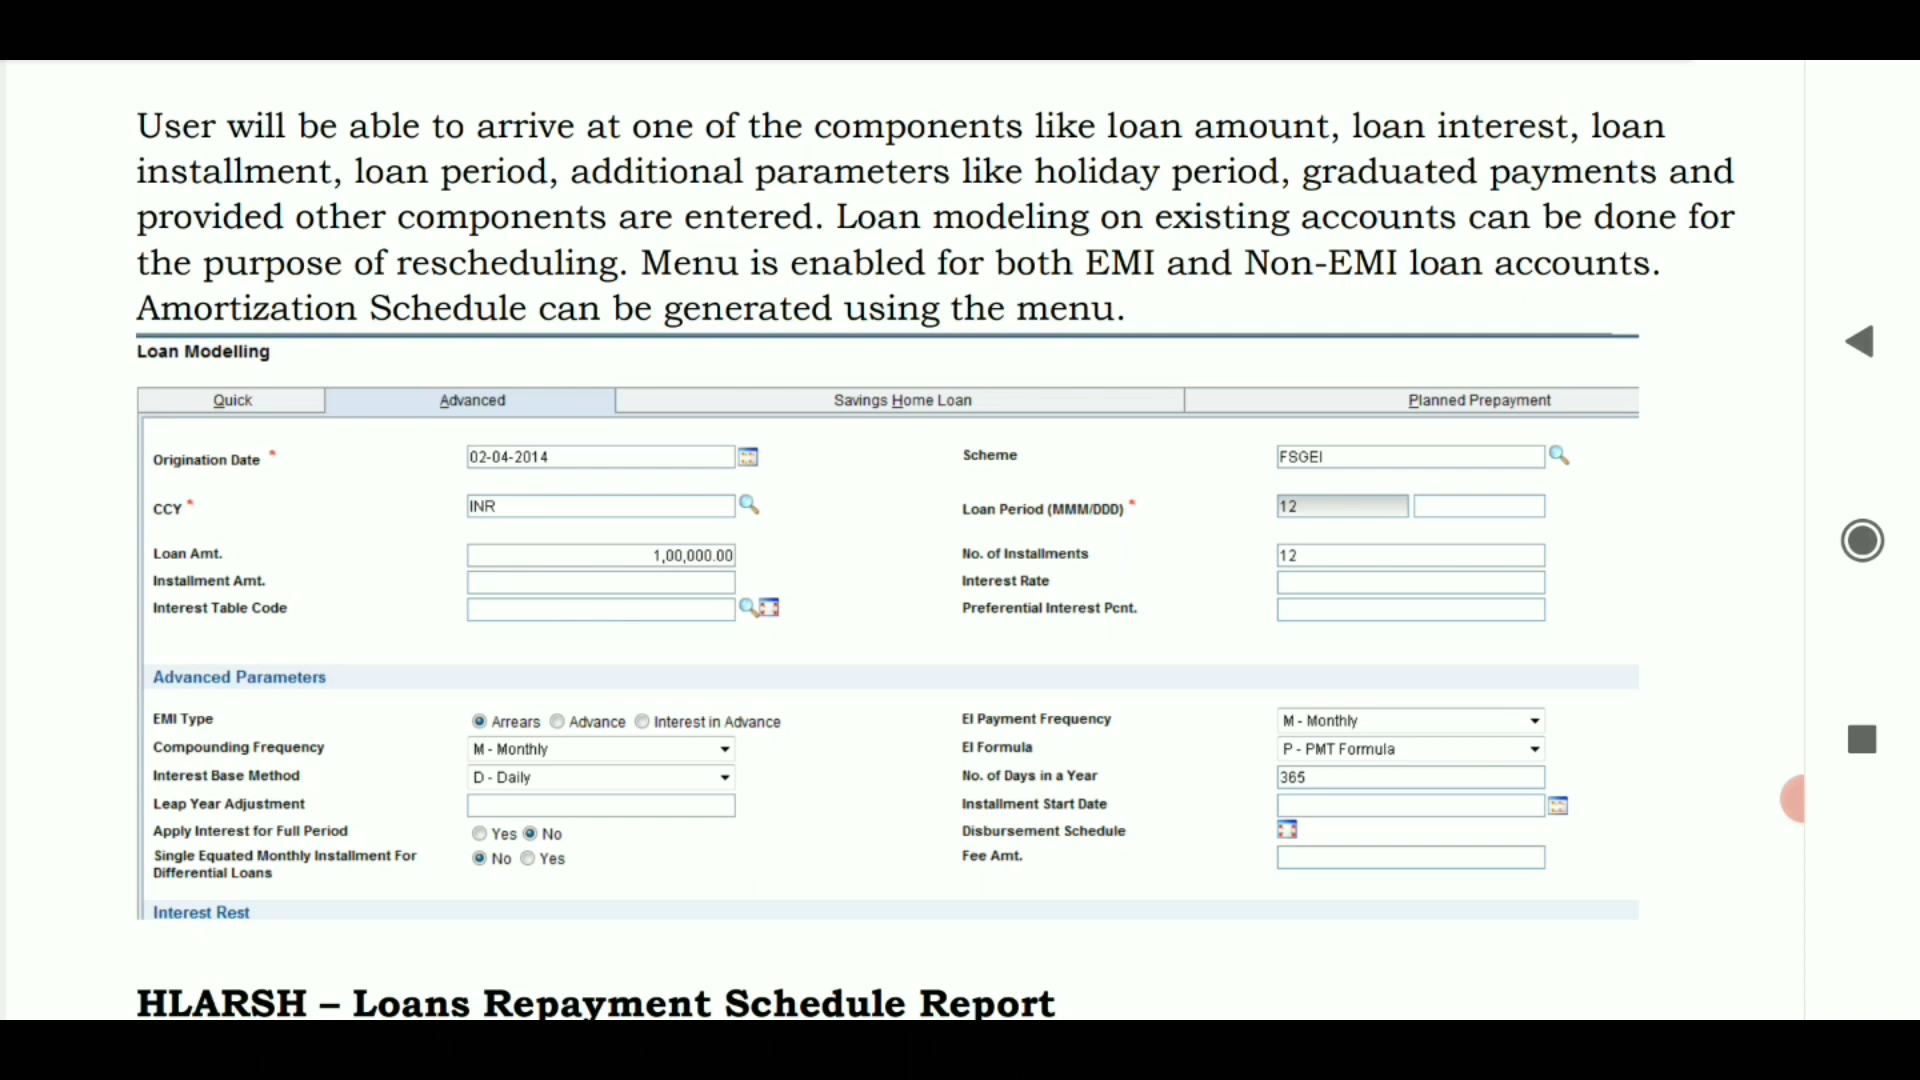 User will be able to arrive at one of the components like loan amount, loan interest, loan
installment, loan period, additional parameters like holiday period, graduated payments and
provided other components are entered. Loan modeling on existing accounts can be done for
the purpose of rescheduling. Menu is enabled for both EMI and Non-EMI loan accounts.
Amortization Schedule can be generated using the menu.
Loan Modelling
Quick Advanced Savings Home Loan Planned Prepayment
Origination Date * 02-04-2014 Scheme FSGEI
CCY * INR Loan Period (MMM/DDD) * 12
Loan Amt. 1,00,000.00 No. of Installments 12
Installment Amt. Interest Rate
Interest Table Code Preferential Interest Pcnt.
Advanced Parameters
EMI Type Arrears Advance Interest in Advance EI Payment Frequency M - Monthly
Compounding Frequency M - Monthly EI Formula P - PMT Formula
Interest Base Method D - Daily No. of Days in a Year 365
Leap Year Adjustment Installment Start Date
Apply Interest for Full Period Yes No Disbursement Schedule
Single Equated Monthly Installment For No Yes Fee Amt.
Differential Loans
Interest Rest
HLARSH – Loans Repayment Schedule Report